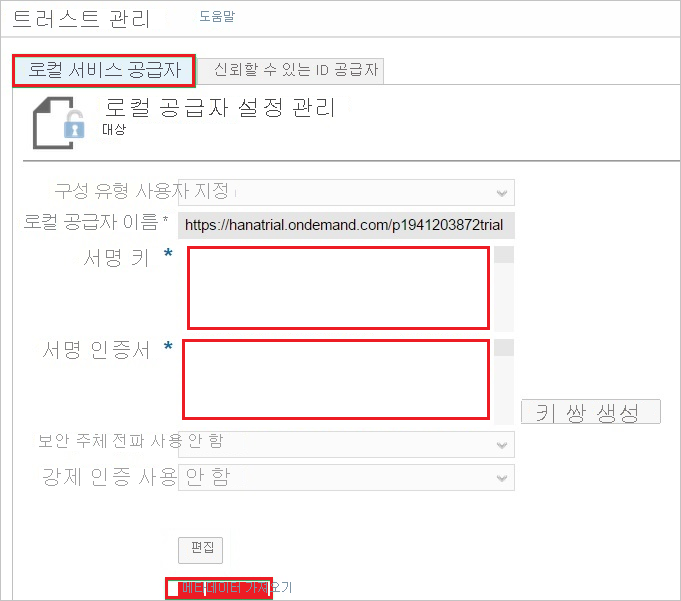 트러스트 관리 도움말
로컬 서비스 공급자 신뢰할 수 있는 ID 공급자
로컬 공급자 설정 관리
대상
구성 유형 사용자 지정
로컬 공급자 이름 * https://hanatrial.ondemand.com/p1941203872trial
서명 키 *
서명 인증서 *
키 쌍 생성
보안 주체 전파 사용 안 함
강제 인증 사용 안 함
편집
메타데이터 가져오기